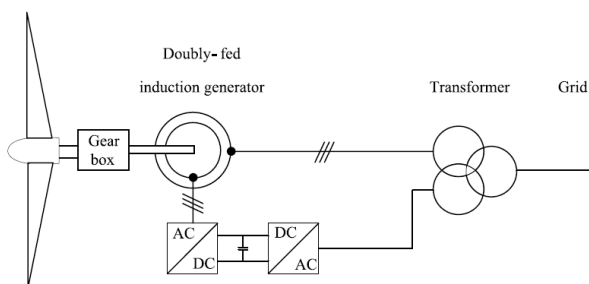 Doubly-fed
induction generator
Transformer
Grid
Gear
box
AC
DC
DC
AC